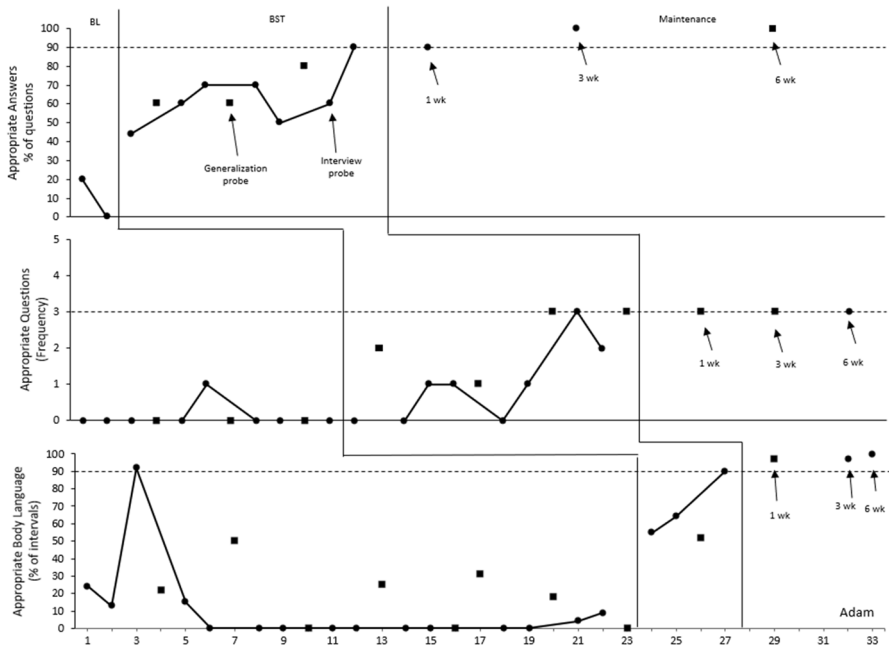 BL
BST
Maintenance
Appropriate Answers
% of questions
100
90
80
70
60
50
40
30
20
10
0
Generalization
probe
Interview
probe
1 wk
3 wk
6 wk
Appropriate Questions
(Frequency)
5
4
3
2
1
0
1 wk
3 wk
6 wk
Appropriate Body Language
(% of intervals)
100
90
80
70
60
50
40
30
20
10
0
1 wk
3 wk
6 wk
Adam
1 3 5 7 9 11 13 15 17 19 21 23 25 27 29 31 33